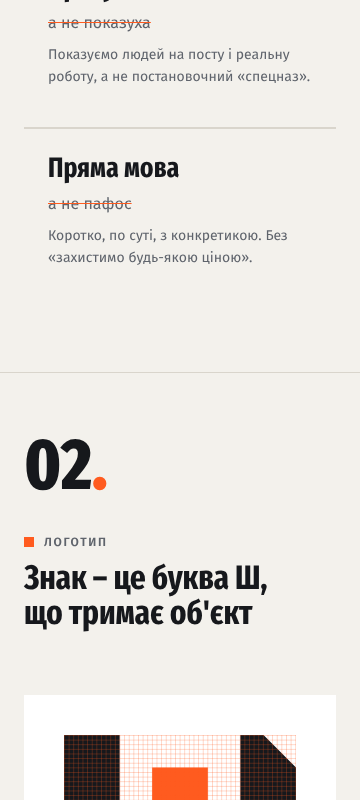 а не показуха
Показуємо людей на посту і реальну
роботу, а не постановочний «спецназ».
Пряма мова
а не пафос
Коротко, по суті, з конкретикою. Без
«захистимо будь-якою ціною».
02.
ЛОГОТИП
Знак – це буква Ш,
що тримає об'єкт